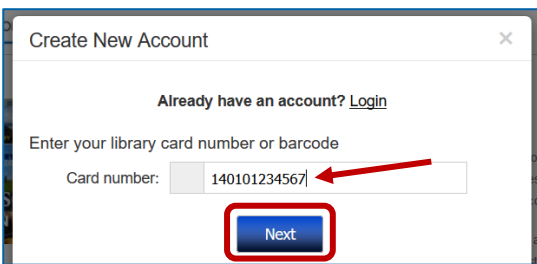 Create New Account ×
Already have an account? Login
Enter your library card number or barcode
Card number: 140101234567
Next